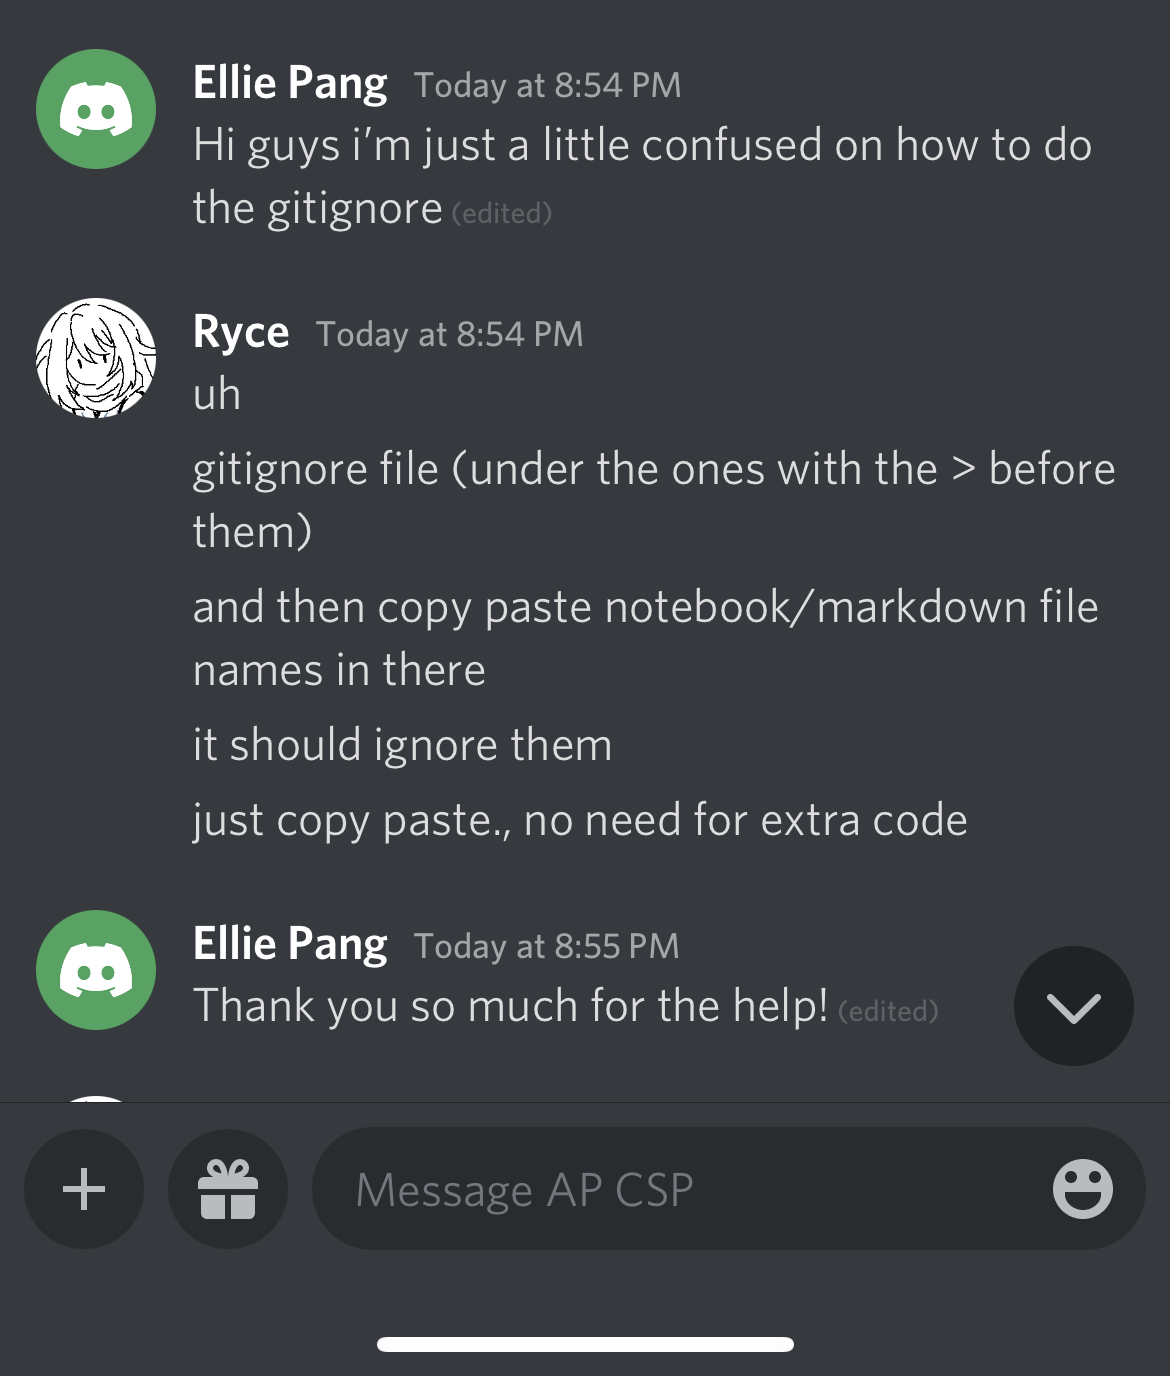 Ellie Pang Today at 8:54 PM
Hi guys i’m just a little confused on how to do
the gitignore (edited)
Ryce Today at 8:54 PM
uh
gitignore file (under the ones with the > before
them)
and then copy paste notebook/markdown file
names in there
it should ignore them
just copy paste., no need for extra code
Ellie Pang Today at 8:55 PM
Thank you so much for the help! (edited)
Message AP CSP